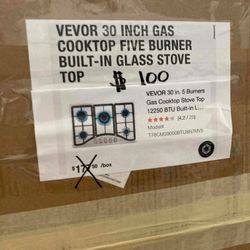 VEVOR 30 INCH GAS
COOKTOP FIVE BURNER
BUILT-IN GLASS STOVE
TOP
$100
VEVOR 30 in. 5 Burners
Gas Cooktop Stove Top
12250 BTU Built-in L...
(4.2 / 25)
Model#
/box